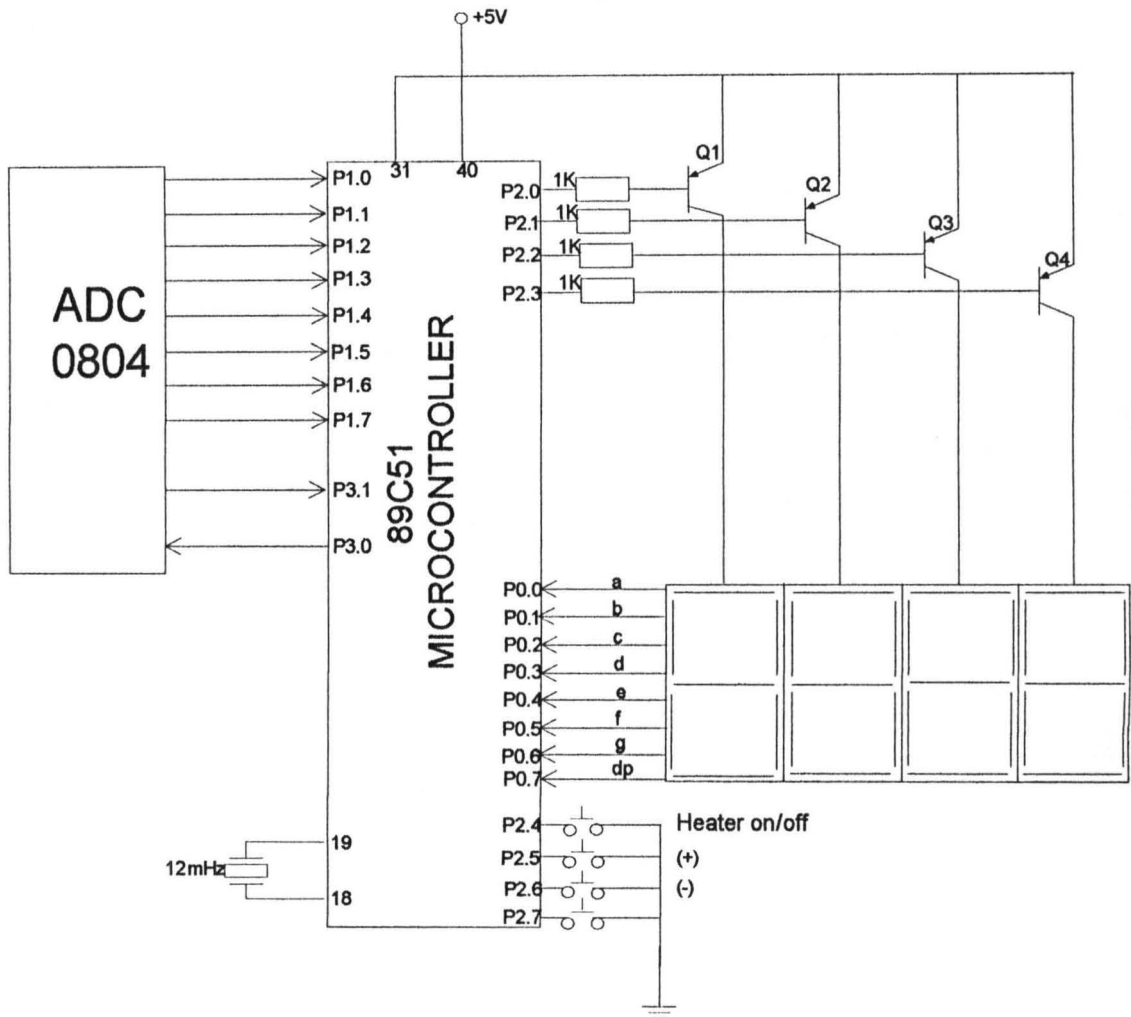 +5V
31
40
ADC
0804
P1.0
P1.1
P1.2
P1.3
P1.4
P1.5
P1.6
P1.7
P3.1
P3.0
89C51
MICROCONTROLLER
P2.0
1K
P2.1
1K
P2.2
1K
P2.3
1K
Q1
Q2
Q3
Q4
P0.0
a
P0.1
b
P0.2
c
P0.3
d
P0.4
e
P0.5
f
P0.6
g
P0.7
dp
19
12mHz
18
P2.4
Heater on/off
P2.5
(+)
P2.6
(-)
P2.7